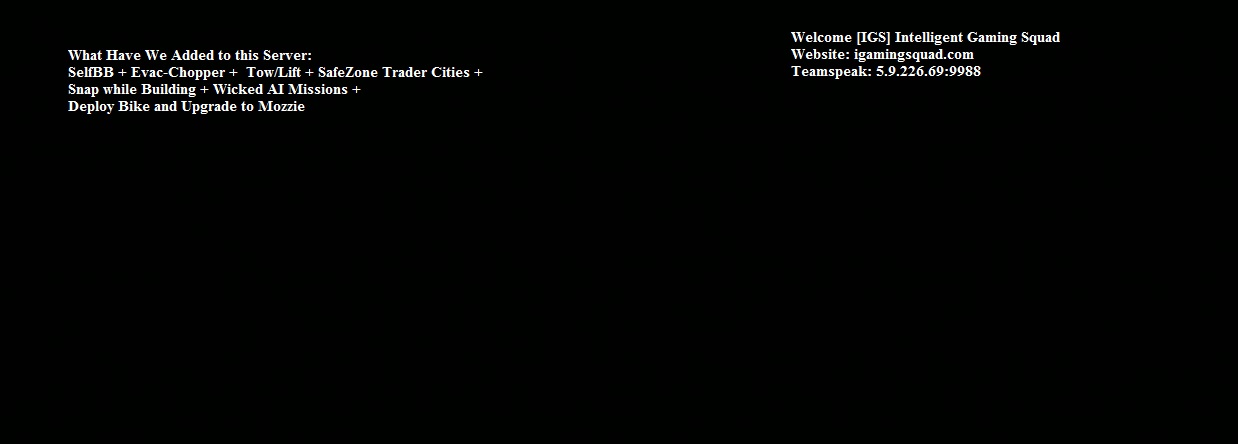 What Have We Added to this Server:
SelfBB + Evac-Chopper +  Tow/Lift + SafeZone Trader Cities +
Snap while Building + Wicked AI Missions +
Deploy Bike and Upgrade to Mozzie
Welcome [IGS] Intelligent Gaming Squad
Website: igamingsquad.com
Teamspeak: 5.9.226.69:9988